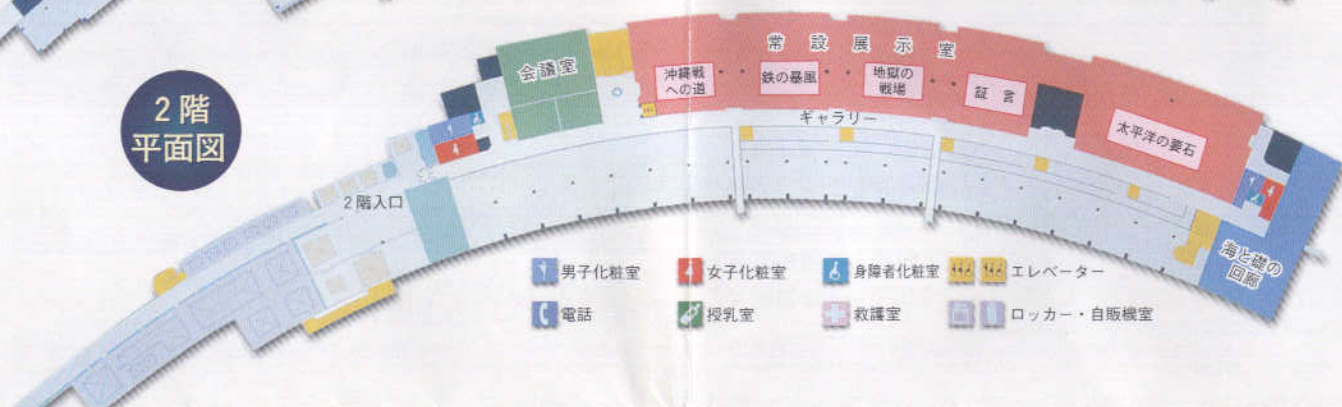 2階
平面図
会議室
常設展示室
沖縄戦
への道
鉄の暴風
地獄の
戦場
証言
太平洋の要石
ギャラリー
2階入口
海と礎の
回廊
男子化粧室
女子化粧室
身障者化粧室
エレベーター
電話
授乳室
救護室
ロッカー・自販機室